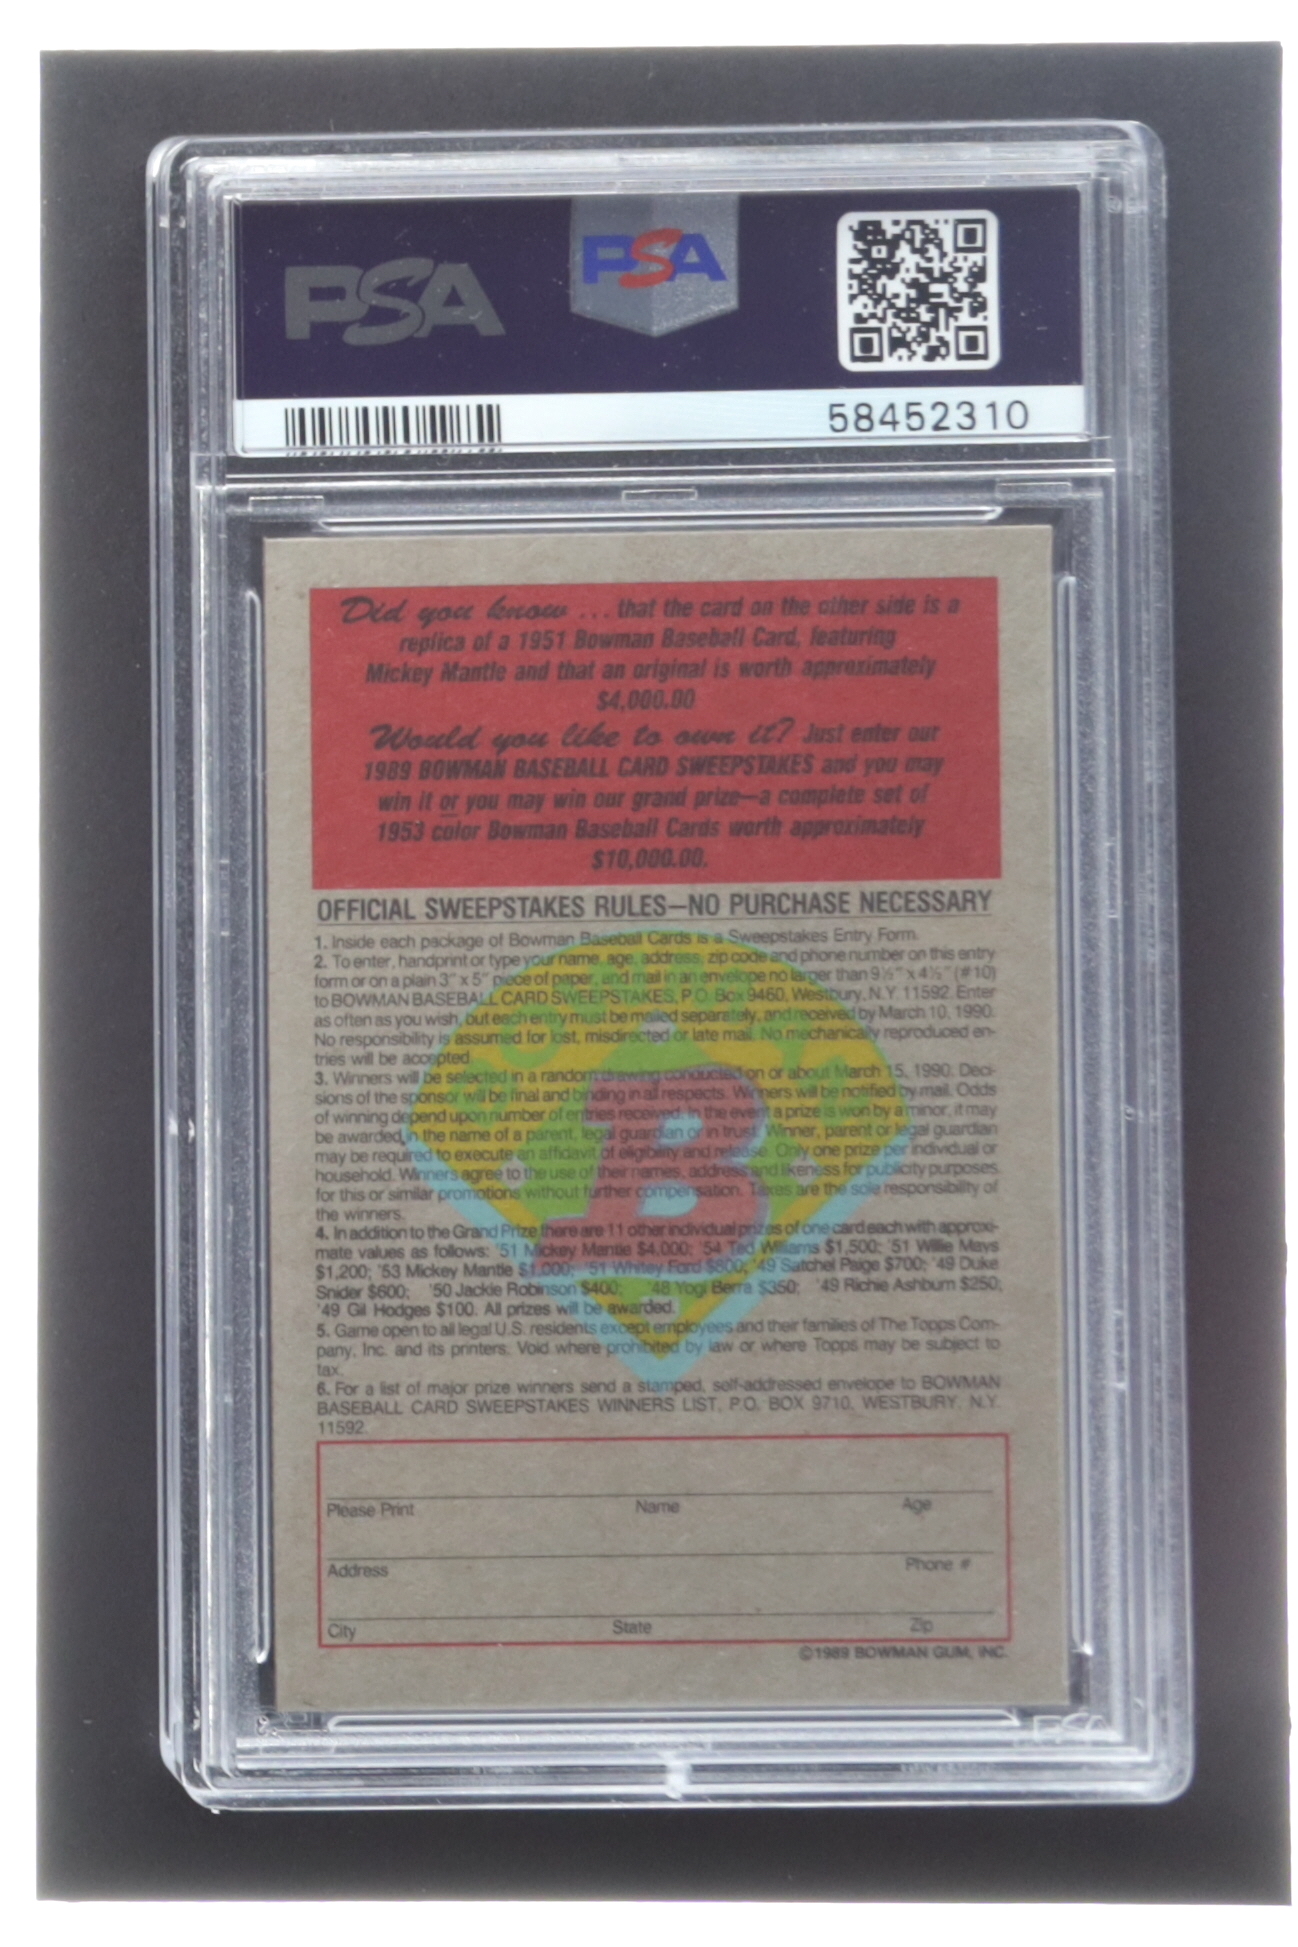 PSA
PSA
58452310
Did you know ... that the card on the other side is a
replica of a 1951 Bowman Baseball Card, featuring
Mickey Mantle and that an original is worth approximately
$4,000.00
Would you like to own it? Just enter our
1989 BOWMAN BASEBALL CARD SWEEPSTAKES and you may
win it or you may win our grand prize—a complete set of
1953 color Bowman Baseball Cards worth approximately
$10,000.00.
OFFICIAL SWEEPSTAKES RULES—NO PURCHASE NECESSARY
1. Inside each package of Bowman Baseball Cards is a Sweepstakes Entry Form.
2. To enter, handprint or type your name, age, address, zip code and phone number on this entry
form or on a plain 3" x 5" piece of paper, and mail in an envelope no larger than 9½" x 4½" (#10)
to BOWMAN BASEBALL CARD SWEEPSTAKES, P.O. Box 9460, Westbury, N.Y. 11592. Enter
as often as you wish, but each entry must be mailed separately, and received by March 10, 1990.
No responsibility is assumed for lost, misdirected or late mail. No mechanically reproduced en-
tries will be accepted.
3. Winners will be selected in a random drawing conducted on or about March 15, 1990. Deci-
sions of the sponsor will be final and binding in all respects. Winners will be notified by mail. Odds
of winning depend upon number of entries received. In the event a prize is won by a minor, it may
be awarded in the name of a parent, legal guardian or in trust. Winner, parent or legal guardian
may be required to execute an affidavit of eligibility and release. Only one prize per individual or
household. Winners agree to the use of their names, address and likeness for publicity purposes
for this or similar promotions without further compensation. Taxes are the sole responsibility of
the winners.
4. In addition to the Grand Prize there are 11 other individual prizes of one card each with approxi-
mate values as follows: '51 Mickey Mantle $4,000; '54 Ted Williams $1,500; '51 Willie Mays
$1,200; '53 Mickey Mantle $1,000; '51 Whitey Ford $800; '49 Satchel Paige $700; '49 Duke
Snider $600; '50 Jackie Robinson $400; '48 Yogi Berra $350; '49 Richie Ashburn $250;
'49 Gil Hodges $100. All prizes will be awarded.
5. Game open to all legal U.S. residents except employees and their families of The Topps Com-
pany, Inc. and its printers. Void where prohibited by law or where Topps may be subject to
tax.
6. For a list of major prize winners send a stamped, self-addressed envelope to BOWMAN
BASEBALL CARD SWEEPSTAKES WINNERS LIST, P.O. BOX 9710, WESTBURY, N.Y.
11592.
B
Please Print Name Age
Address Phone #
City State Zip
©1989 BOWMAN GUM, INC.
PSA